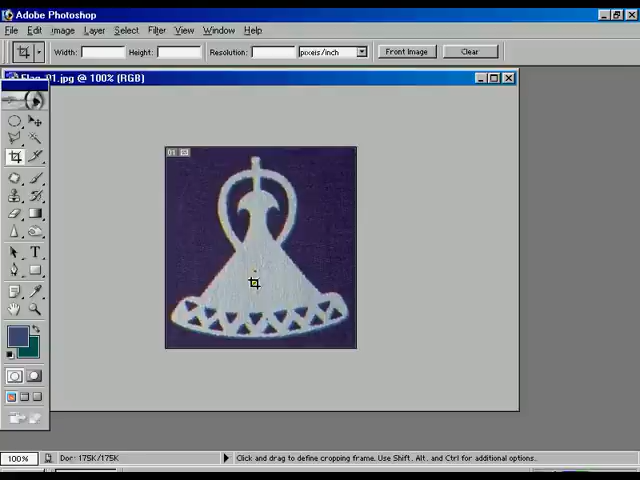 Adobe Photoshop
File Edit Image Layer Select Filter View Window Help
Width: Height: Resolution: pixels/inch Front Image Clear
Flag_01.jpg @ 100% (RGB)
01
T
100% Doc: 175K/175K Click and drag to define cropping frame. Use Shift, Alt, and Ctrl for additional options.